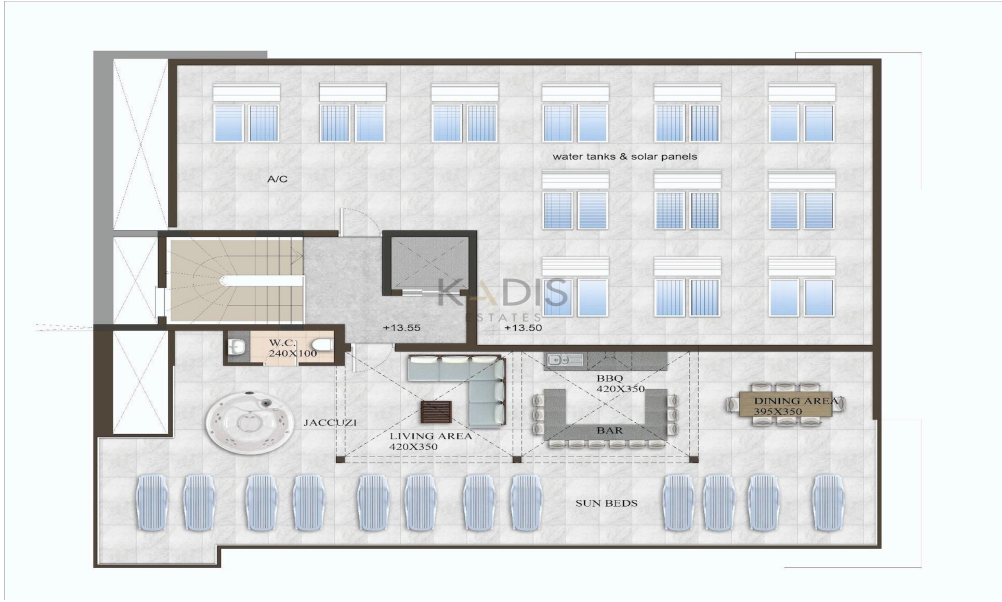 water tanks & solar panels
A/C
KADIS
ESTATES
+13.55
+13.50
W.C.
240X100
BBQ
420X350
DINING AREA
395X350
JACCUZI
LIVING AREA
420X350
BAR
SUN BEDS